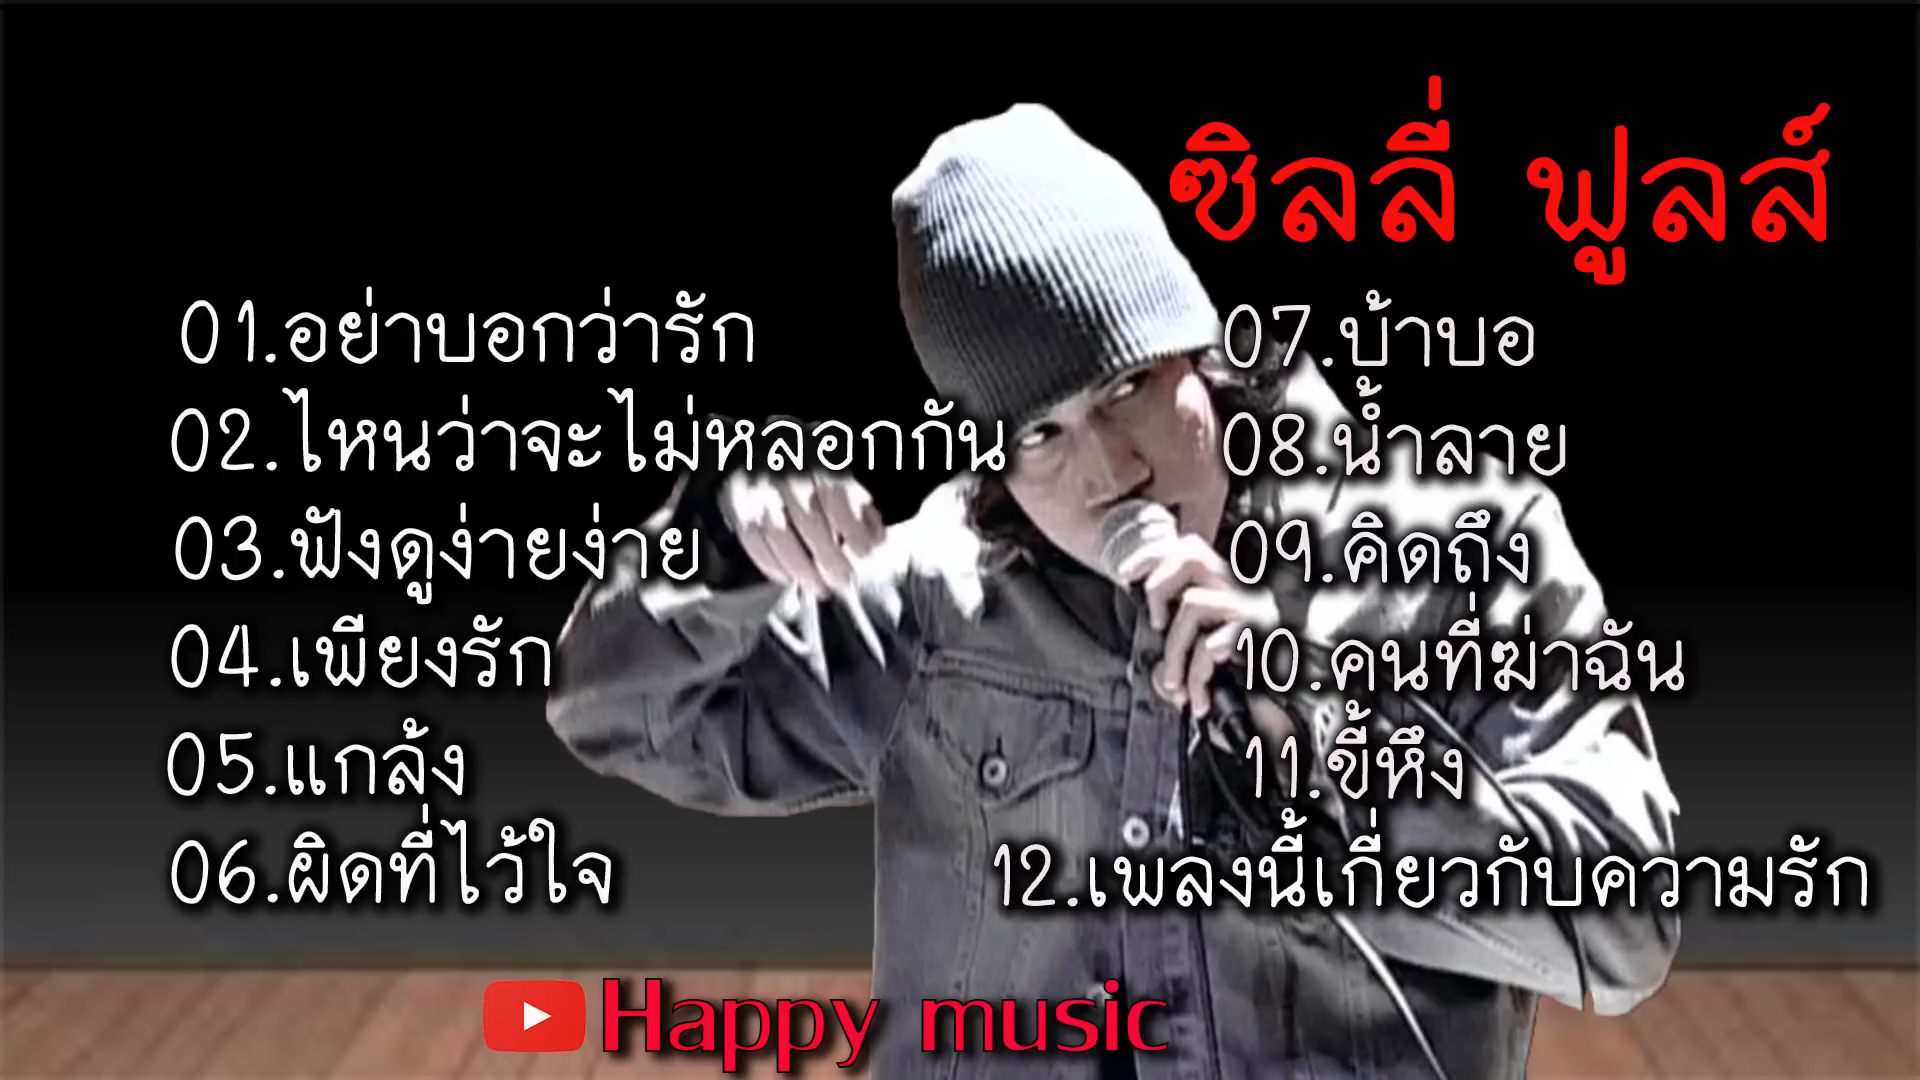 ซิลลี่ ฟูลส์
01.อย่าบอกว่ารัก
02.ไหนว่าจะไม่หลอกกัน
03.ฟังดูง่ายง่าย
04.เพียงรัก
05.แกล้ง
06.ผิดที่ไว้ใจ
07.บ้าบอ
08.น้ำลาย
09.คิดถึง
10.คนที่ฆ่าฉัน
11.ขี้หึง
12.เพลงนี้เกี่ยวกับความรัก
Happy music